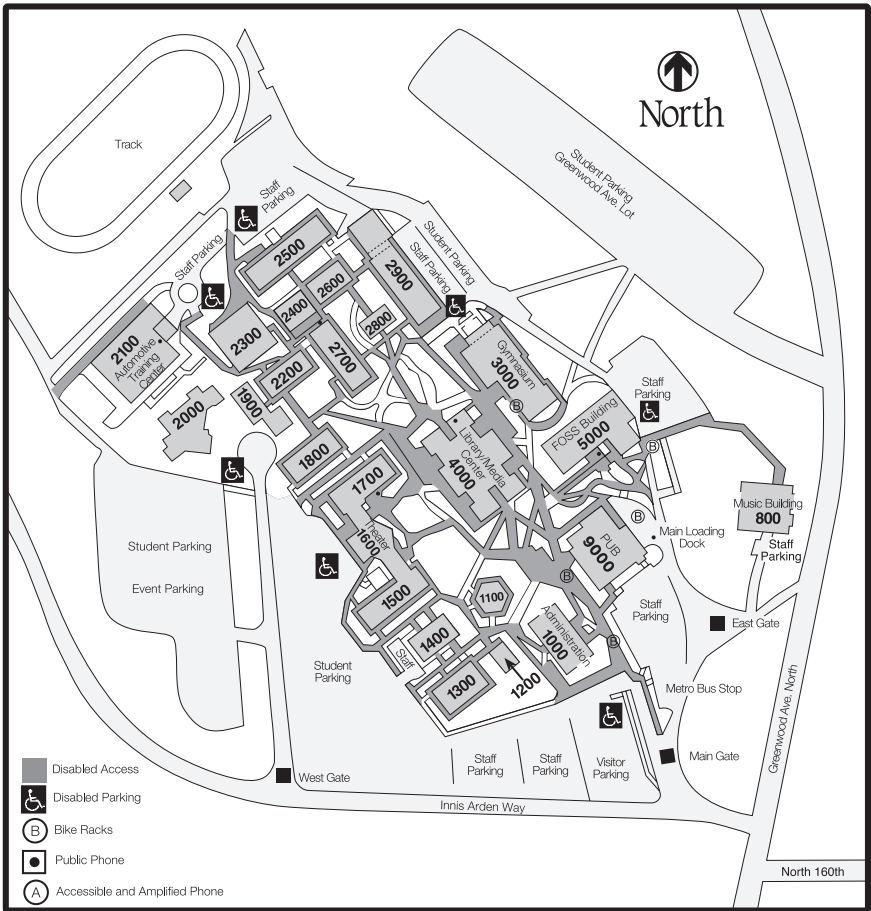 North
Track
Student Parking
Greenwood Ave. Lot
Staff
Parking
Staff Parking
Student Parking
Staff Parking
2500
2600
2900
2400
2800
2300
2700
2100
Automotive
Training
Center
2200
1900
2000
Gymnasium
3000
B
Staff
Parking
FOSS Building
5000
B
Library/Media
Center
4000
1800
1700
Theater
1600
Music Building
800
Staff
Parking
B
Main Loading
Dock
PUB
9000
B
Student Parking
Event Parking
1500
1100
1400
Staff
1300
1200
Administration
1000
B
Staff
Parking
East Gate
Student
Parking
Metro Bus Stop
Staff
Parking
Staff
Parking
Visitor
Parking
Main Gate
West Gate
Innis Arden Way
Greenwood Ave. North
North 160th
Disabled Access
Disabled Parking
B Bike Racks
Public Phone
A Accessible and Amplified Phone